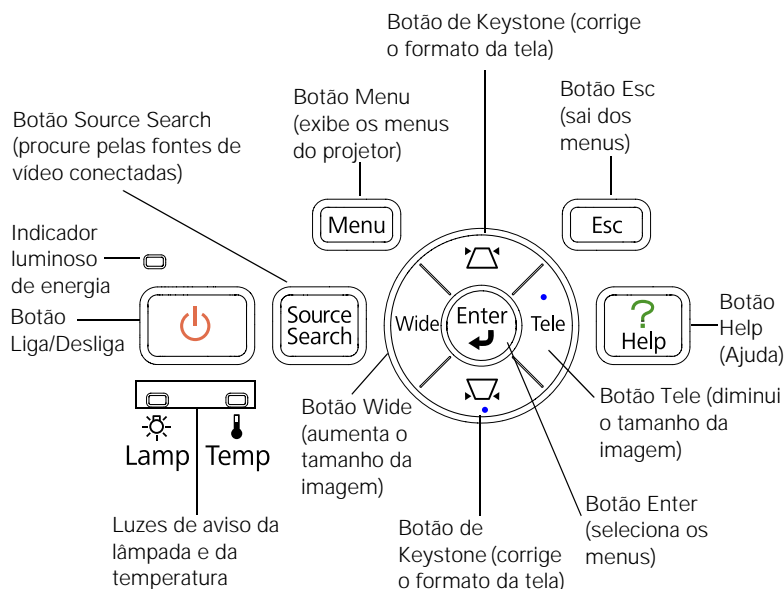 Botão de Keystone (corrige
o formato da tela)
Botão Menu
(exibe os menus
do projetor)
Botão Esc
(sai dos
menus)
Botão Source Search
(procure pelas fontes de
vídeo conectadas)
Menu
Esc
Indicador
luminoso
de energia
Botão
Liga/Desliga
Source
Search
Wide
Enter
Tele
?
Help
Botão
Help
(Ajuda)
Lamp
Temp
Botão Wide
(aumenta o
tamanho da
imagem)
Botão Tele (diminui
o tamanho da
imagem)
Botão Enter
(seleciona os
menus)
Luzes de aviso da
lâmpada e da
temperatura
Botão de
Keystone (corrige
o formato da tela)